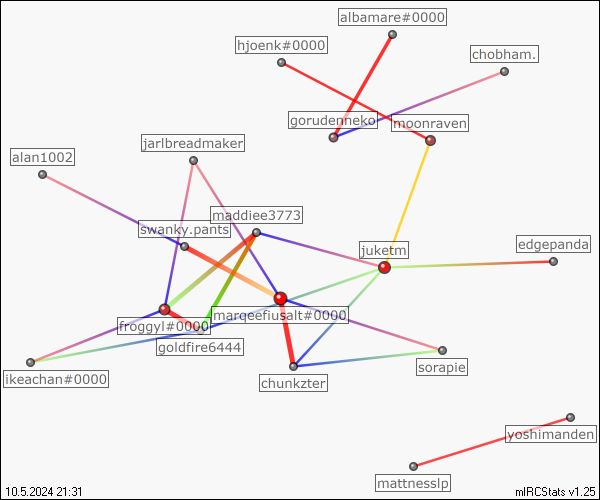 albamare#0000
hjoenk#0000
chobham.
gorudenneko
moonraven
jarlbreadmaker
alan1002
maddiee3773
swanky.pants
juketm
edgepanda
marqeefiusalt#0000
froggyl#0000
goldfire6444
sorapie
ikeachan#0000
chunkzter
yoshimanden
mattnesslp
10.5.2024 21:31
mIRCStats v1.25